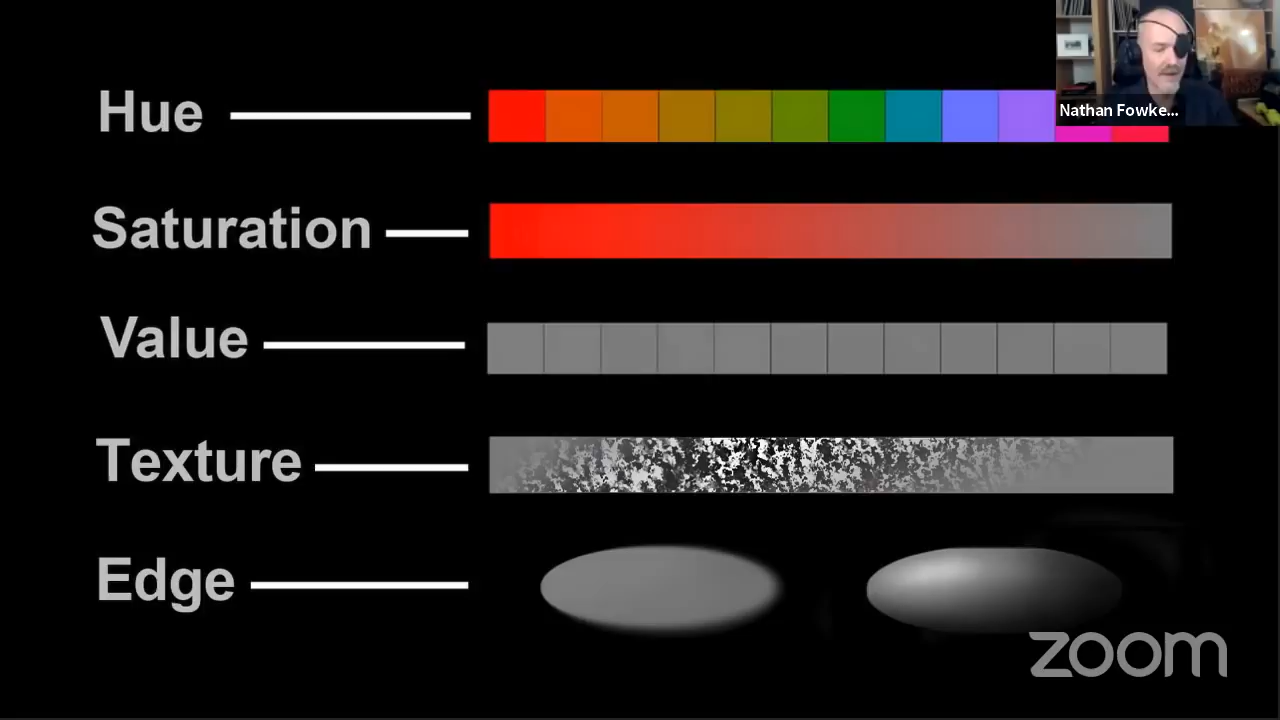 Hue
Nathan Fowke...
Saturation
Value
Texture
Edge
zoom